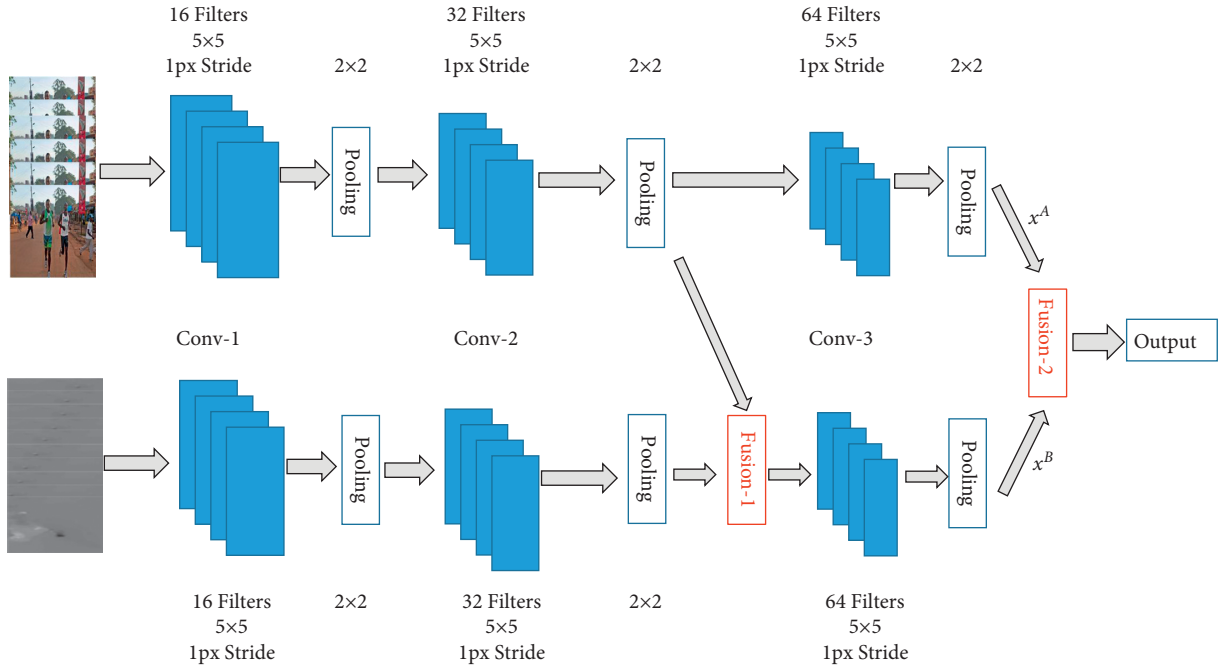 16 Filters
5×5
1px Stride
2×2
32 Filters
5×5
1px Stride
2×2
64 Filters
5×5
1px Stride
2×2
Pooling
Pooling
Pooling
x^A
Conv-1
Conv-2
Conv-3
Fusion-2
Output
Pooling
Pooling
Fusion-1
Pooling
x^B
16 Filters
5×5
1px Stride
2×2
32 Filters
5×5
1px Stride
2×2
64 Filters
5×5
1px Stride